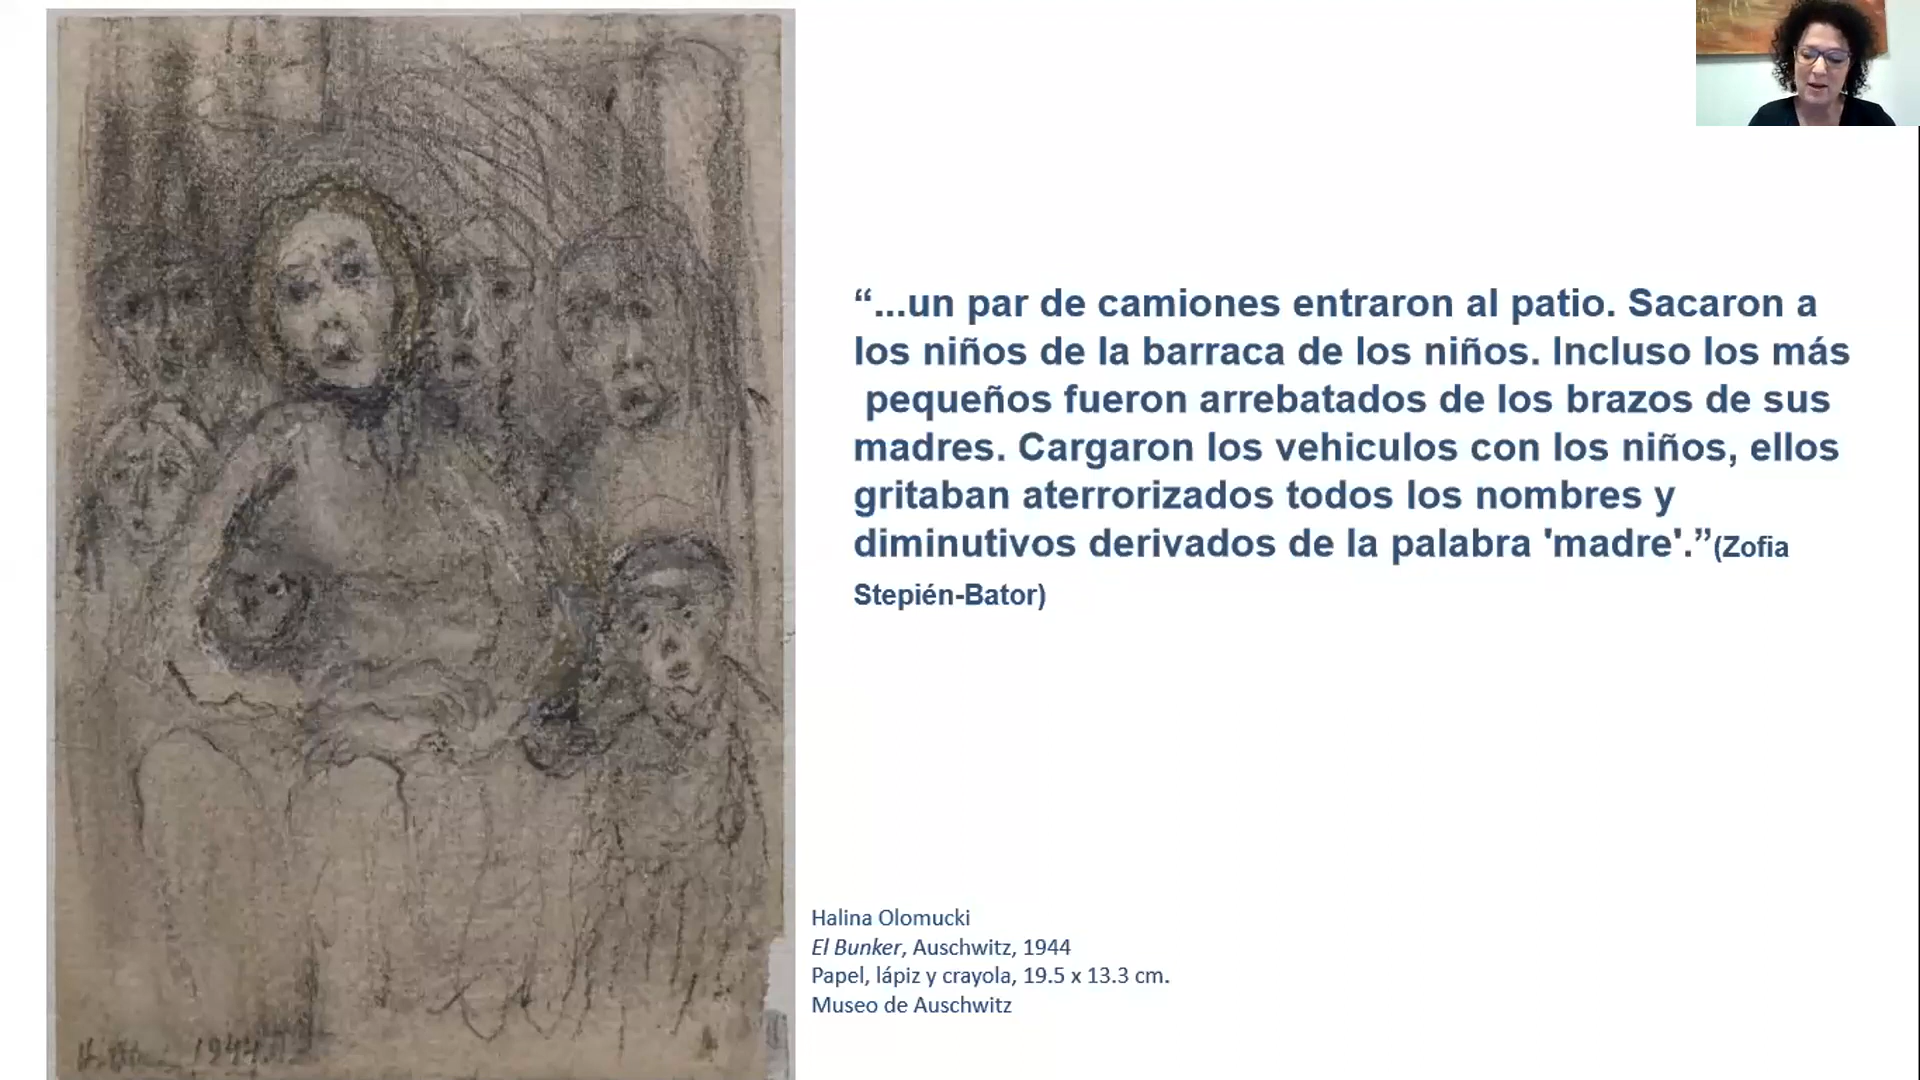 “...un par de camiones entraron al patio. Sacaron a
los niños de la barraca de los niños. Incluso los más
pequeños fueron arrebatados de los brazos de sus
madres. Cargaron los vehiculos con los niños, ellos
gritaban aterrorizados todos los nombres y
diminutivos derivados de la palabra 'madre'.”(Zofia
Stepién-Bator)
Halina Olomucki
El Bunker, Auschwitz, 1944
Papel, lápiz y crayola, 19.5 x 13.3 cm.
Museo de Auschwitz
1944